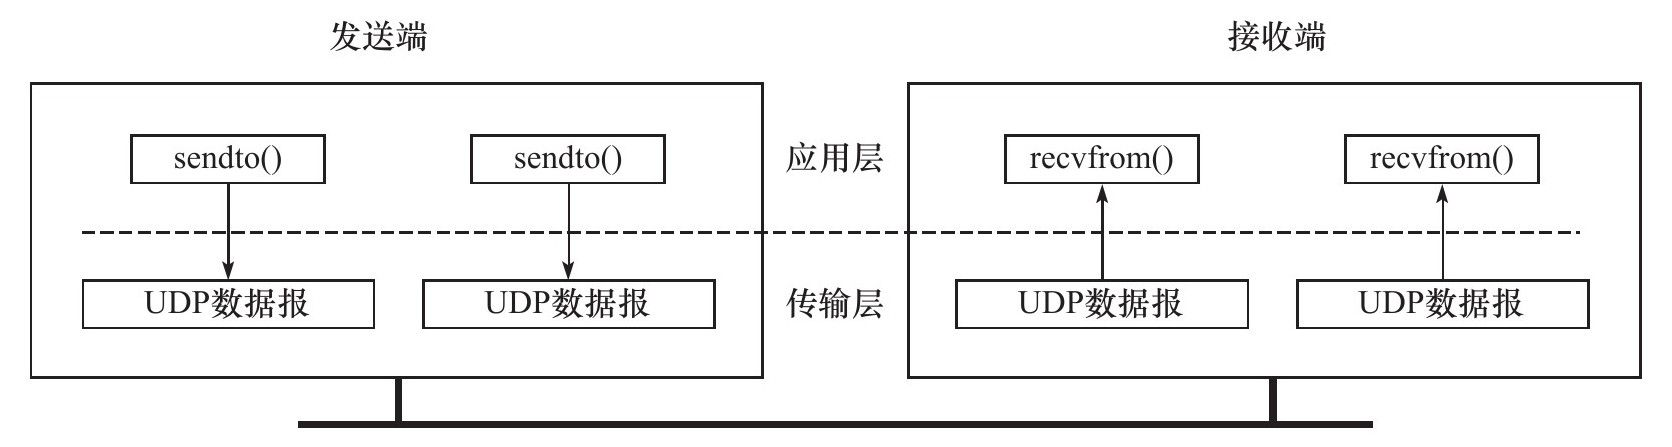 发送端
接收端
sendto()
sendto()
应用层
recvfrom()
recvfrom()
UDP数据报
UDP数据报
传输层
UDP数据报
UDP数据报